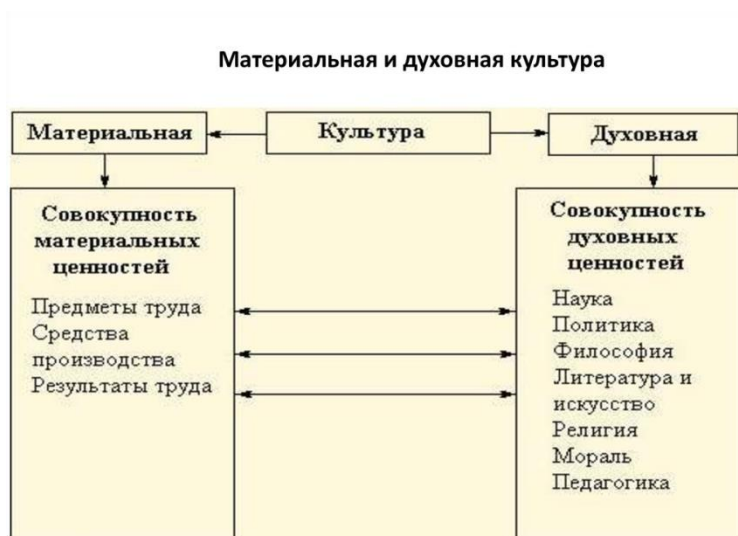 Материальная и духовная культура
Материальная
Культура
Духовная
Совокупность
материальных
ценностей
Предметы труда
Средства
производства
Результаты труда
Совокупность
духовных
ценностей
Наука
Политика
Философия
Литература и
искусство
Религия
Мораль
Педагогика